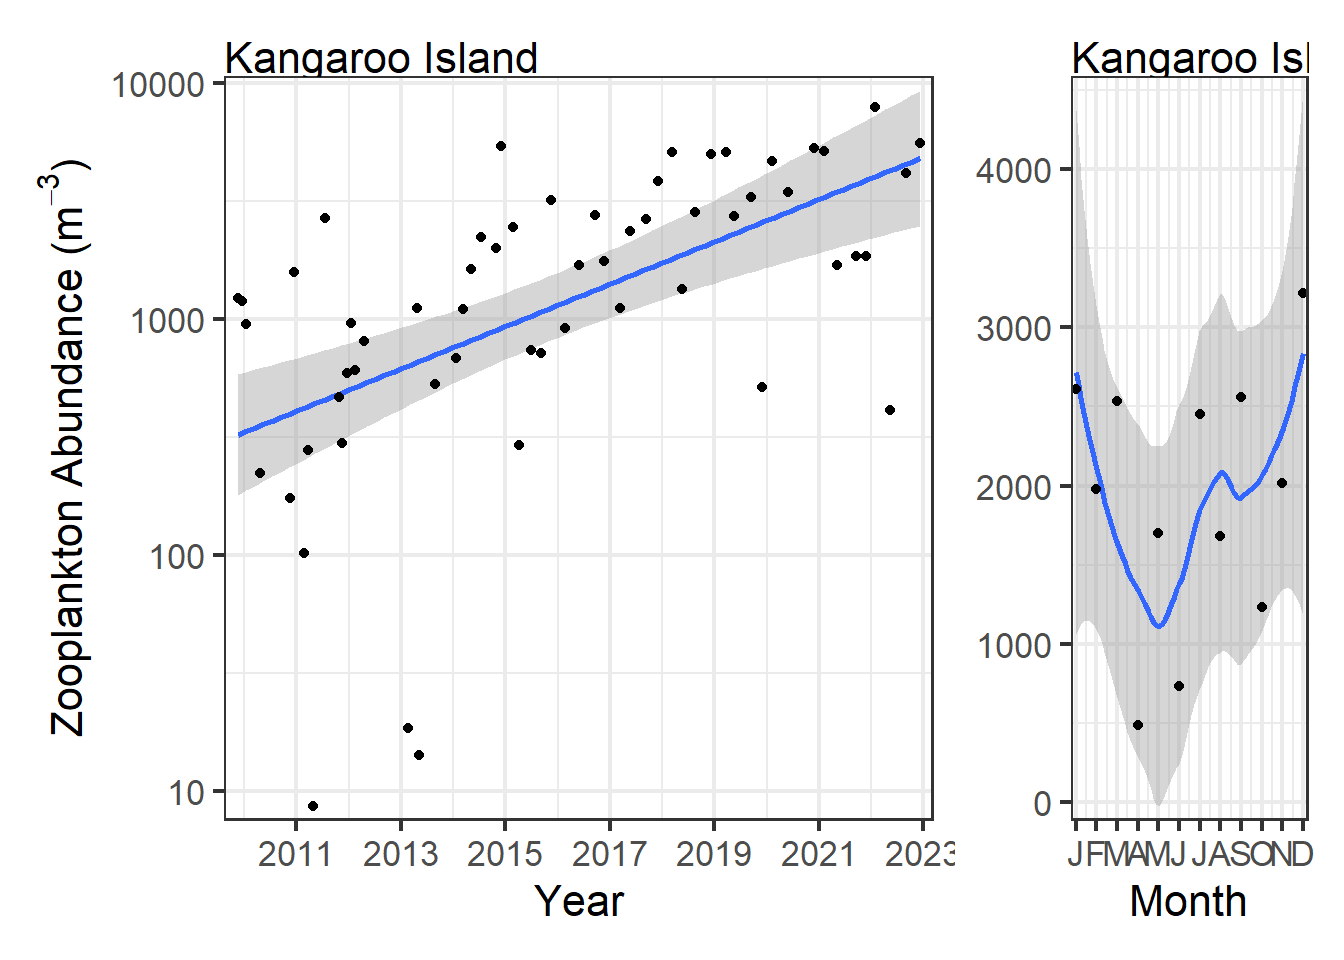 Kangaroo Island
Zooplankton Abundance (m⁻³)
10000
1000
100
10
2011 2013 2015 2017 2019 2021 2023
Year
Kangaroo Isl
4000
3000
2000
1000
0
J F M A M J J A S O N D
Month